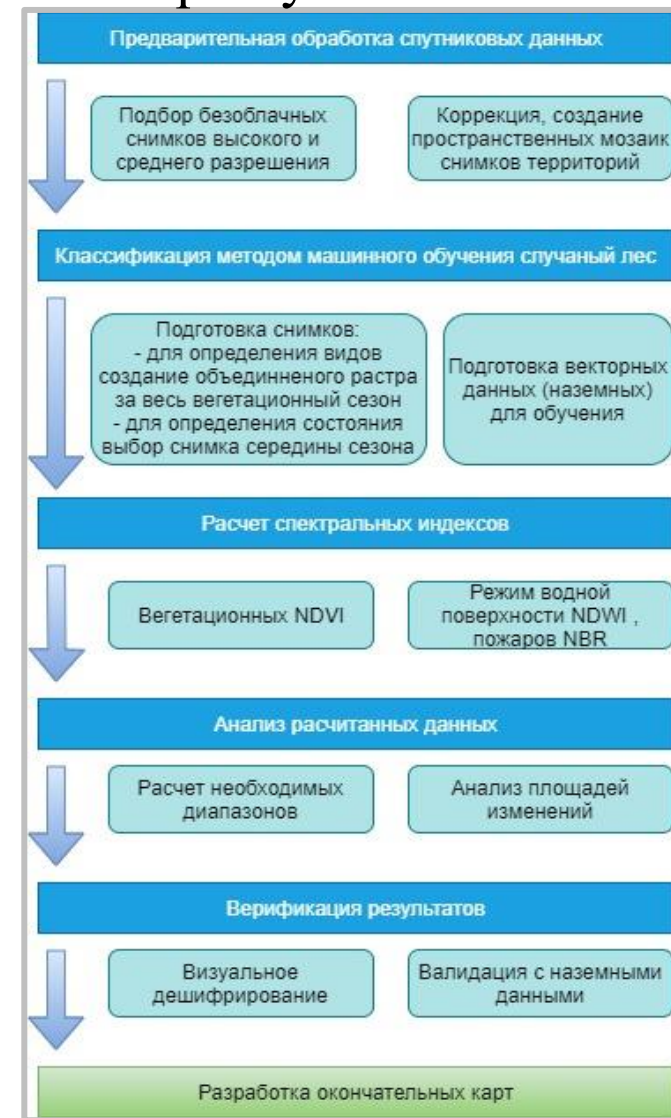 Предварительная обработка спутниковых данных
Подбор безоблачных
снимков высокого и
среднего разрешения
Коррекция, создание
пространственных мозаик
снимков территорий
Классификация методом машинного обучения случаный лес
Подготовка снимков:
- для определения видов
создание объединненого растра
за весь вегетационный сезон
- для определения состояния
выбор снимка середины сезона
Подготовка векторных
данных (наземных)
для обучения
Расчет спектральных индексов
Вегетационных NDVI
Режим водной
поверхности NDWI ,
пожаров NBR
Анализ расчитанных данных
Расчет необходимых
диапазонов
Анализ площадей
изменений
Верификация результатов
Визуальное
дешифрирование
Валидация с наземными
данными
Разработка окончательных карт